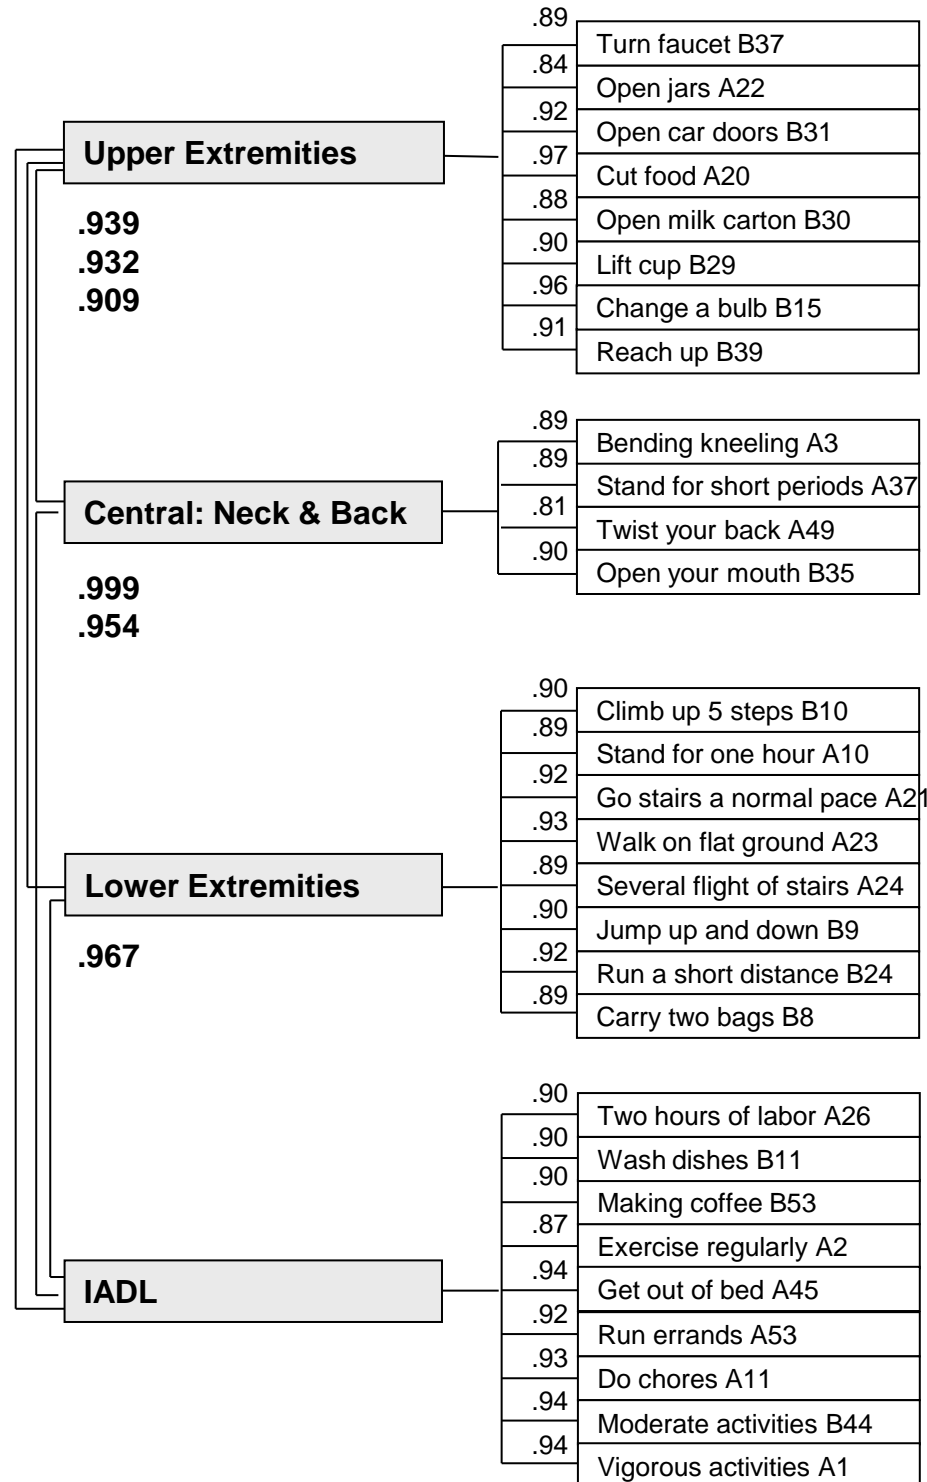 .89
Turn faucet B37
.84
Open jars A22
.92
Open car doors B31
.97
Cut food A20
.88
Open milk carton B30
.90
Lift cup B29
.96
Change a bulb B15
.91
Reach up B39
Upper Extremities
.939
.932
.909
.89
Bending kneeling A3
.89
Stand for short periods A37
.81
Twist your back A49
.90
Open your mouth B35
Central: Neck & Back
.999
.954
.90
Climb up 5 steps B10
.89
Stand for one hour A10
.92
Go stairs a normal pace A21
.93
Walk on flat ground A23
.89
Several flight of stairs A24
.90
Jump up and down B9
.92
Run a short distance B24
.89
Carry two bags B8
Lower Extremities
.967
.90
Two hours of labor A26
.90
Wash dishes B11
.90
Making coffee B53
.87
Exercise regularly A2
.94
Get out of bed A45
.92
Run errands A53
.93
Do chores A11
.94
Moderate activities B44
.94
Vigorous activities A1
IADL